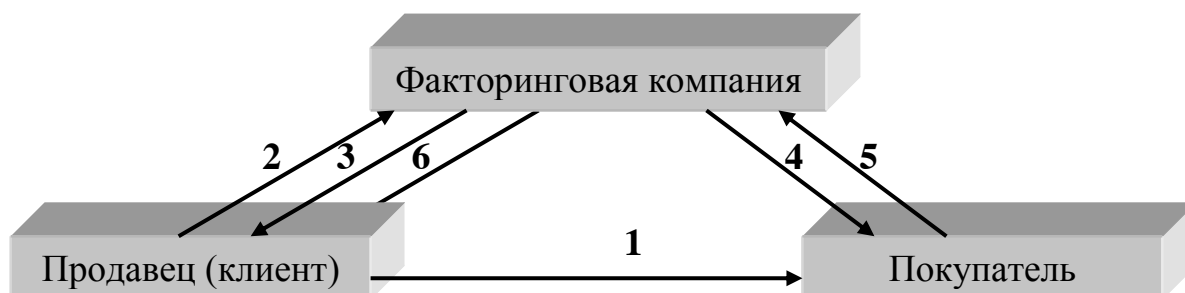 Факторинговая компания
2 3 6 4 5
1
Продавец (клиент)
Покупатель